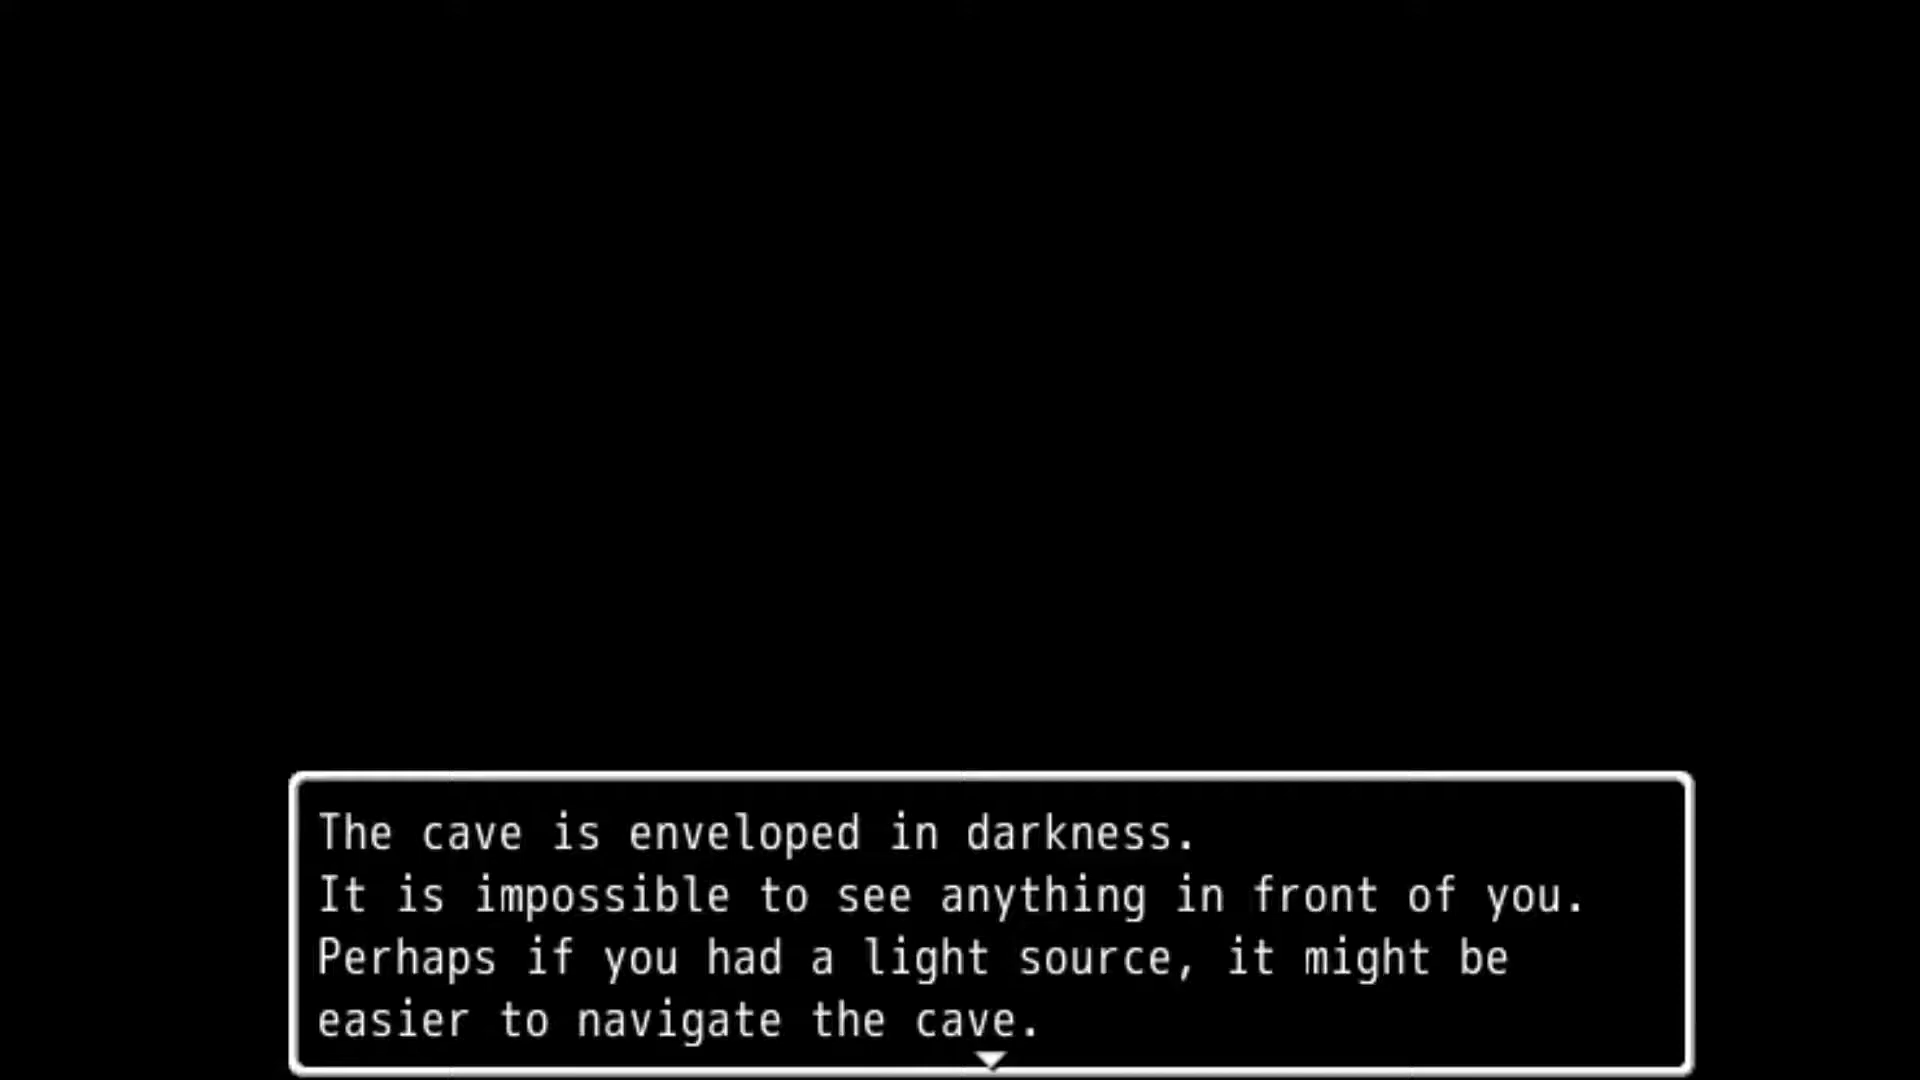 The cave is enveloped in darkness.
It is impossible to see anything in front of you.
Perhaps if you had a light source, it might be
easier to navigate the cave.